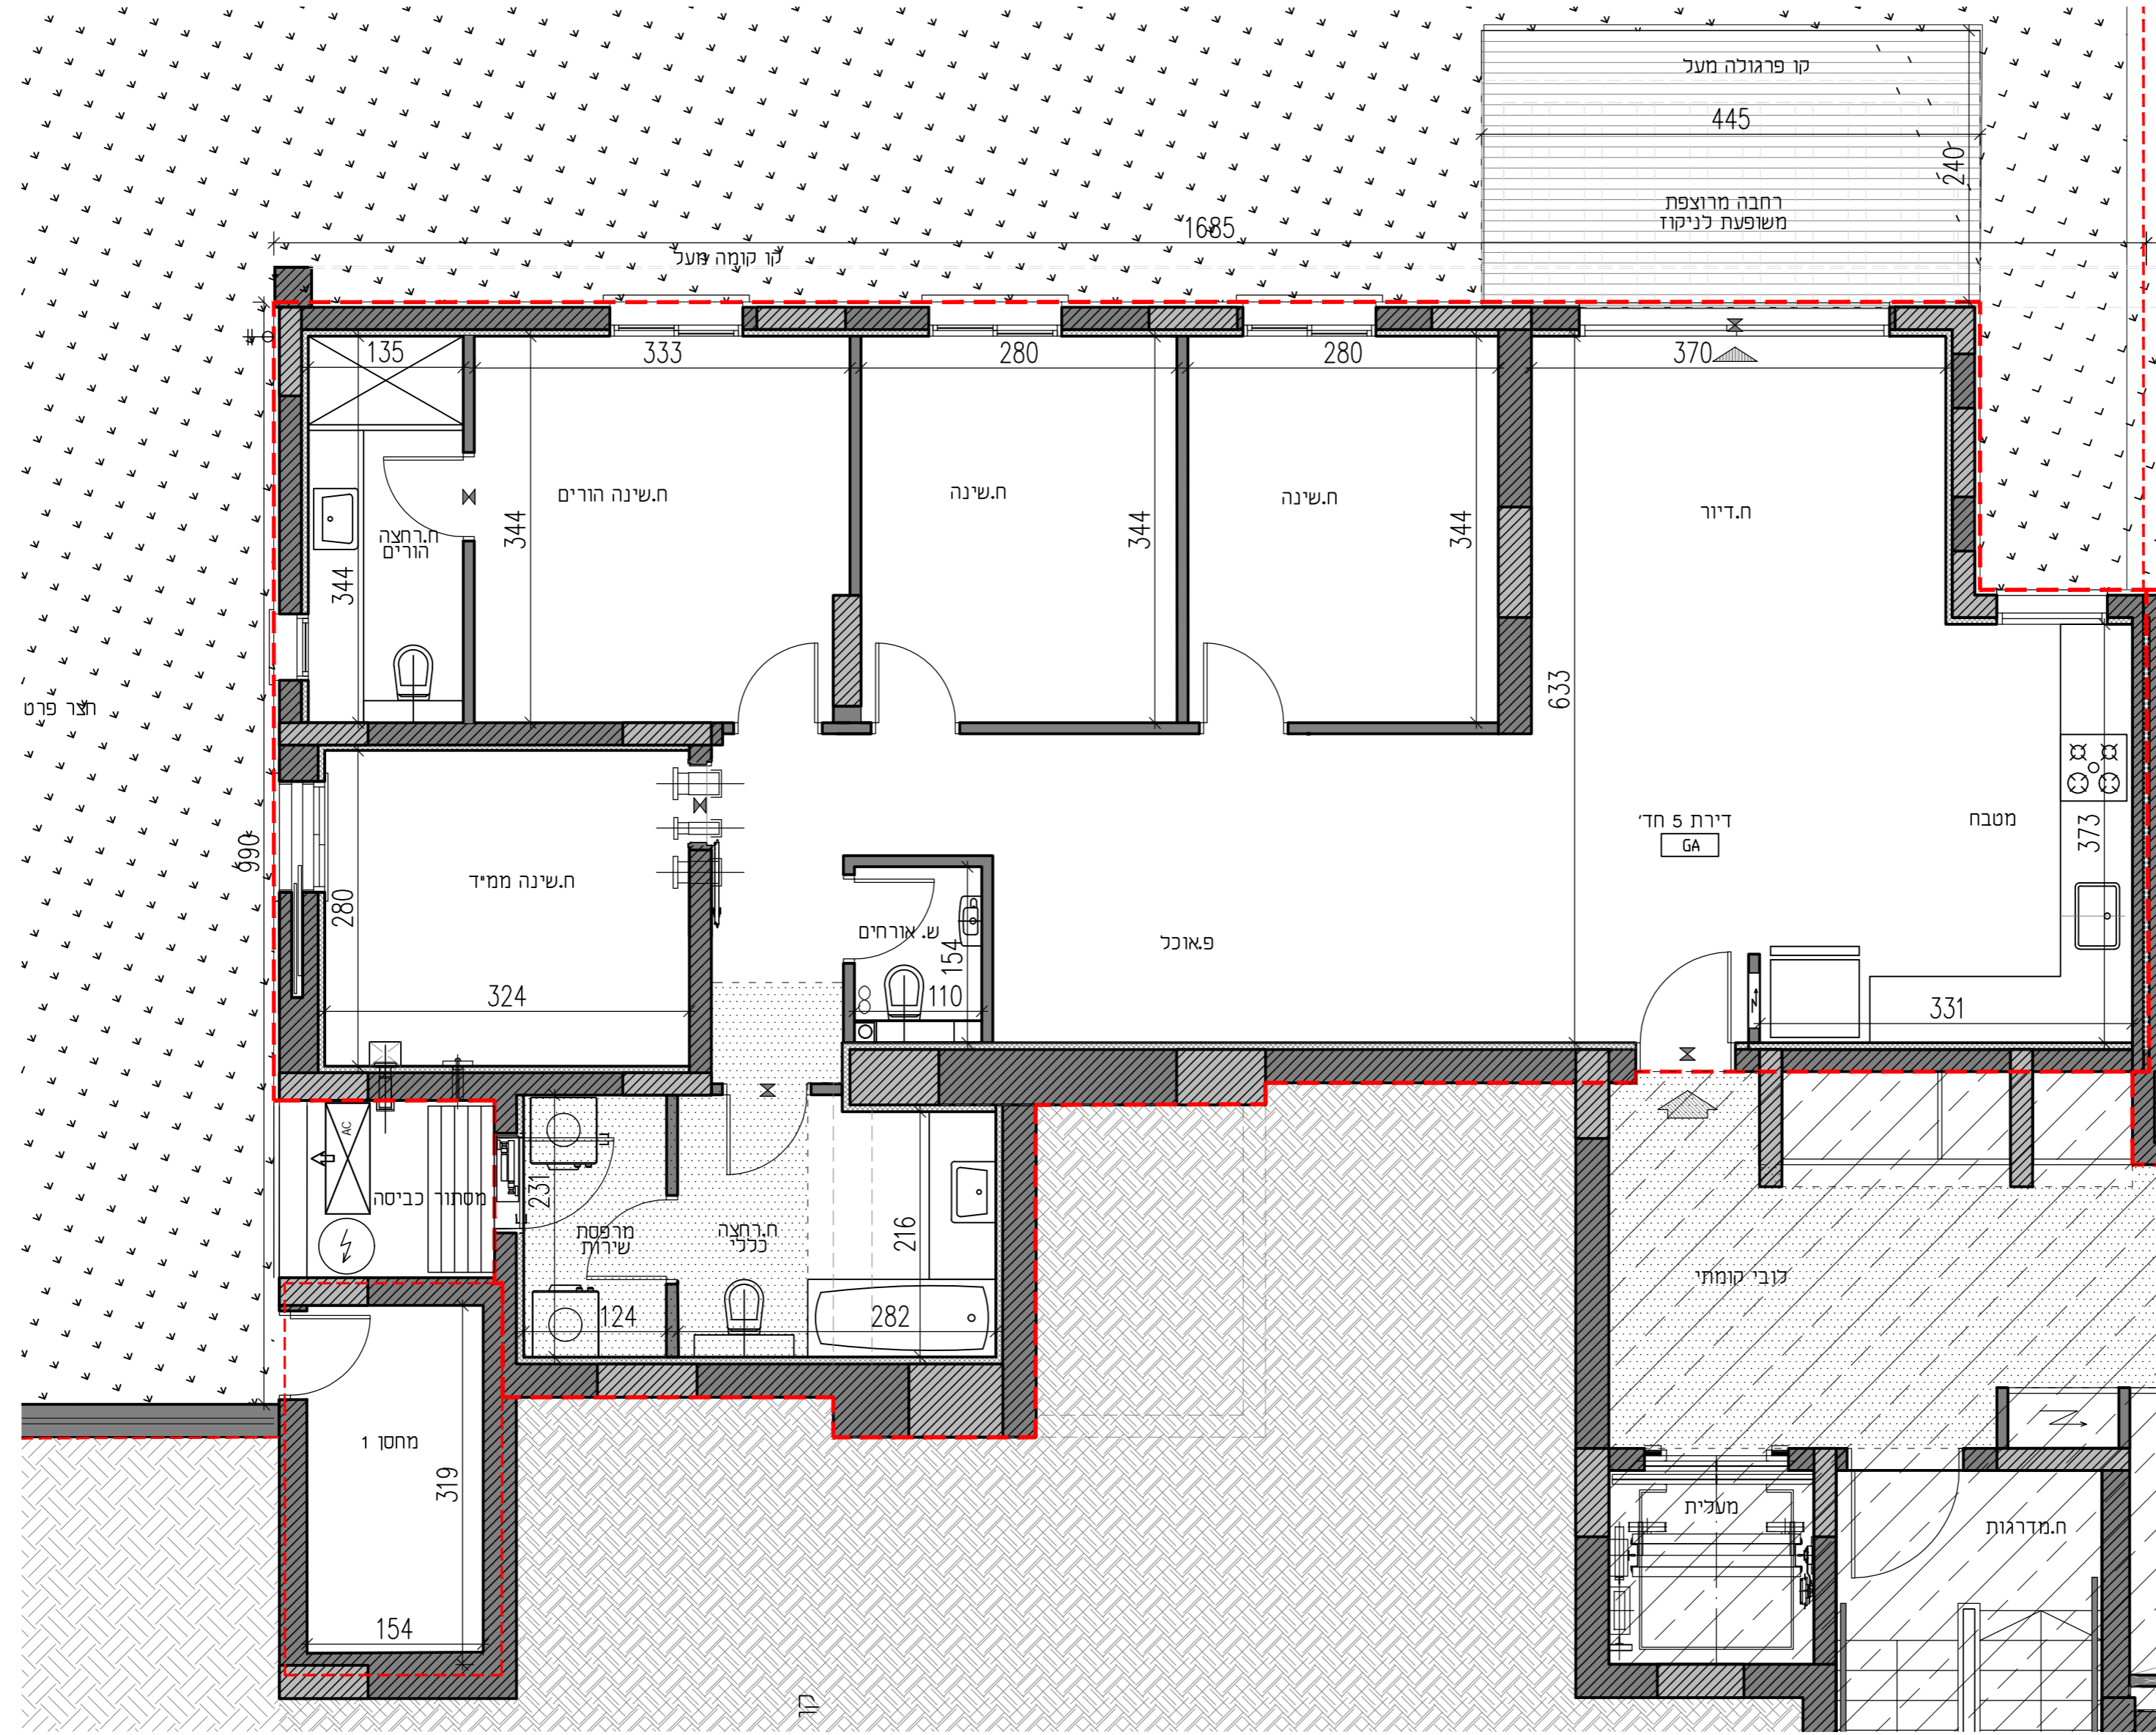 קו פרגולה מעל
445
240
רחבה מרוצפת
משופעת לניקוז
1685
קו קומה מעל
135
333
280
280
370
ח.שינה הורים
ח.שינה
ח.שינה
ח.דיור
ח.רחצה
הורים
344
344
344
344
633
חצר פרט
990
דירת 5 חד'
GA
מטבח
373
ח.שינה ממ"ד
280
324
ש. אורחים
154
110
פ.אוכל
331
AC
מסתור כביסה
231
מרפסת
שירות
ח.רחצה
כללי
216
124
282
לובי קומתי
מחסן 1
319
154
מעלית
ח.מדרגות